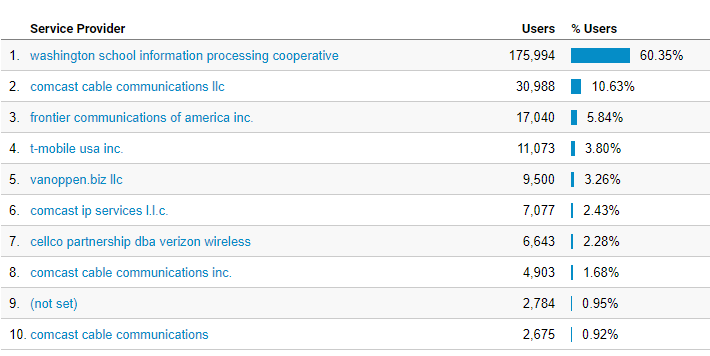 Service Provider Users % Users
1. washington school information processing cooperative 175,994 60.35%
2. comcast cable communications llc 30,988 10.63%
3. frontier communications of america inc. 17,040 5.84%
4. t-mobile usa inc. 11,073 3.80%
5. vanoppen.biz llc 9,500 3.26%
6. comcast ip services l.l.c. 7,077 2.43%
7. cellco partnership dba verizon wireless 6,643 2.28%
8. comcast cable communications inc. 4,903 1.68%
9. (not set) 2,784 0.95%
10. comcast cable communications 2,675 0.92%